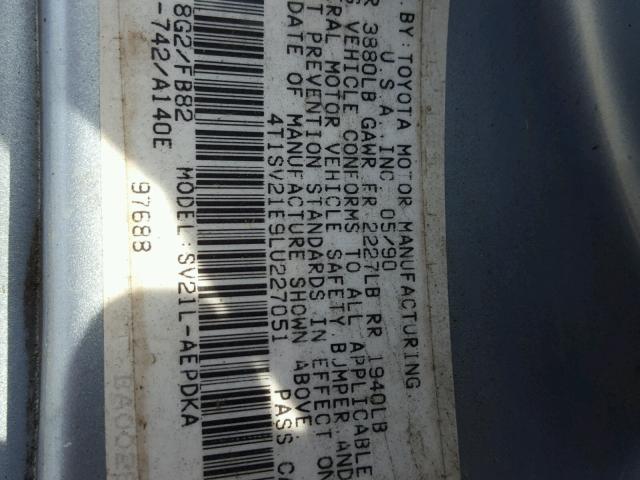 . BY: TOYOTA MOTOR MANUFACTURING
U.S.A. INC. 05/90
R 3880LB GAWR FR 2227LB RR 1940LB
S VEHICLE CONFORMS TO ALL APPLICABLE
ERAL MOTOR VEHICLE SAFETY, BUMPER AND
T PREVENTION STANDARDS IN EFFECT ON
DATE OF MANUFACTURE SHOWN ABOVE
4T1SV21E9LU227051 PASS CA
MODEL: SV21L-AEPDKA
8G2/FB82
-742/A140E 97688